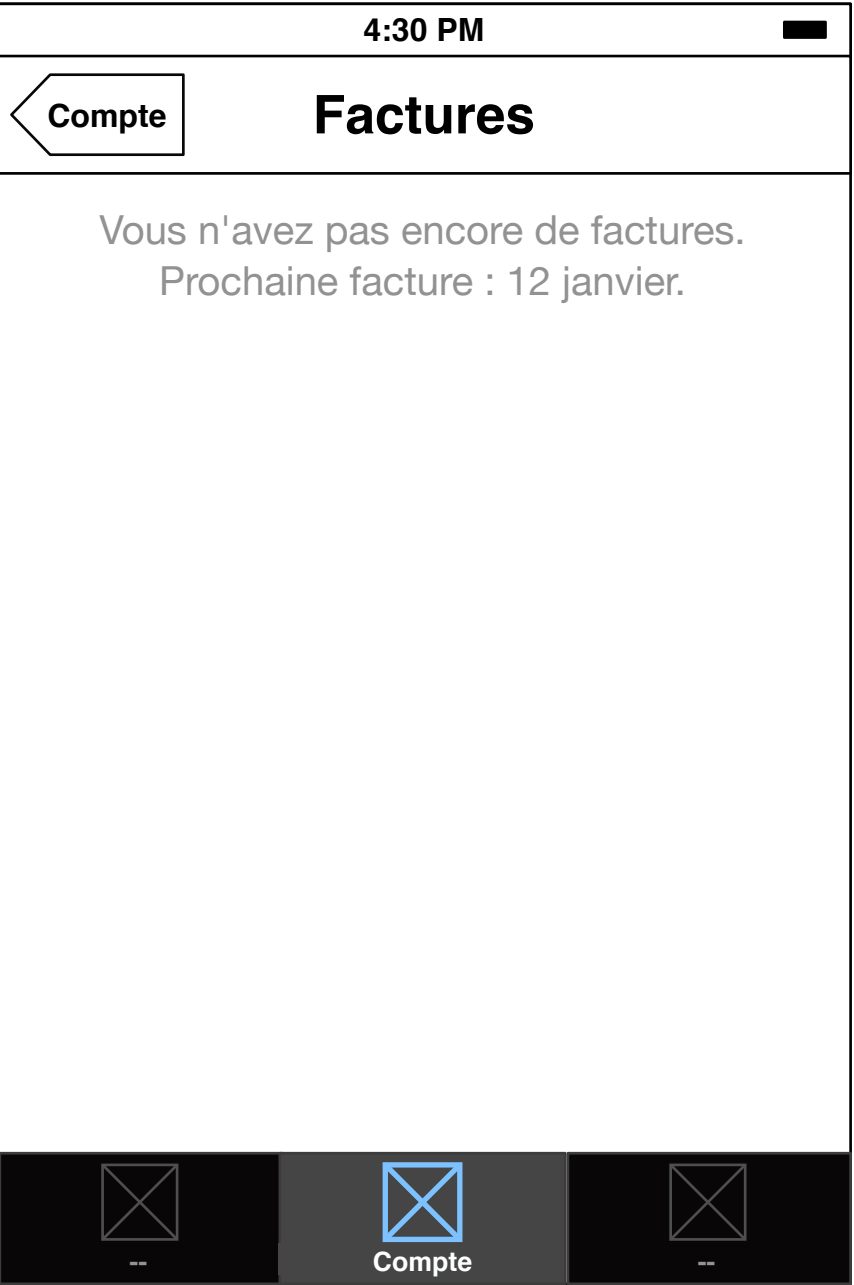 4:30 PM
Compte
Factures
Vous n'avez pas encore de factures.
Prochaine facture : 12 janvier.
--
Compte
--